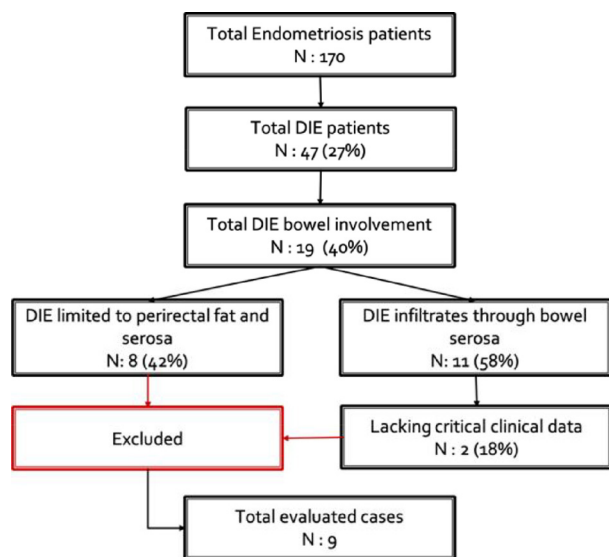 Total Endometriosis patients
N : 170
Total DIE patients
N : 47 (27%)
Total DIE bowel involvement
N : 19 (40%)
DIE limited to perirectal fat and
serosa
N: 8 (42%)
DIE infiltrates through bowel
serosa
N: 11 (58%)
Excluded
Lacking critical clinical data
N : 2 (18%)
Total evaluated cases
N : 9